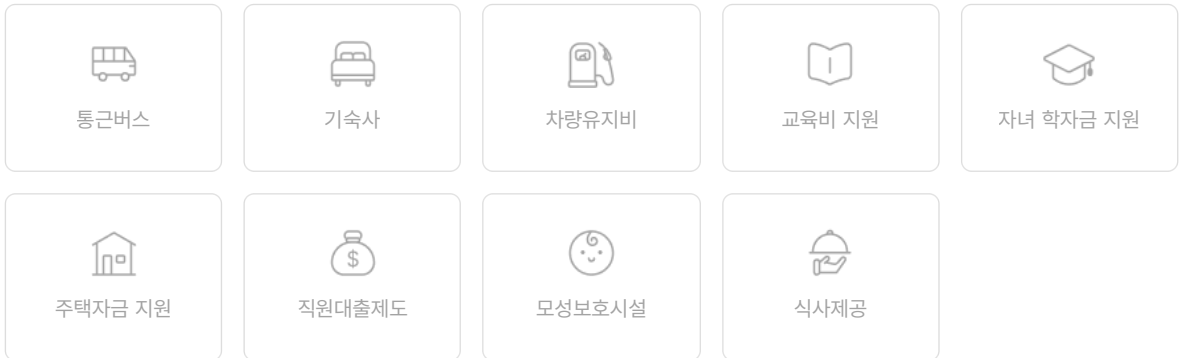 통근버스
기숙사
차량유지비
교육비 지원
자녀 학자금 지원
주택자금 지원
직원대출제도
모성보호시설
식사제공